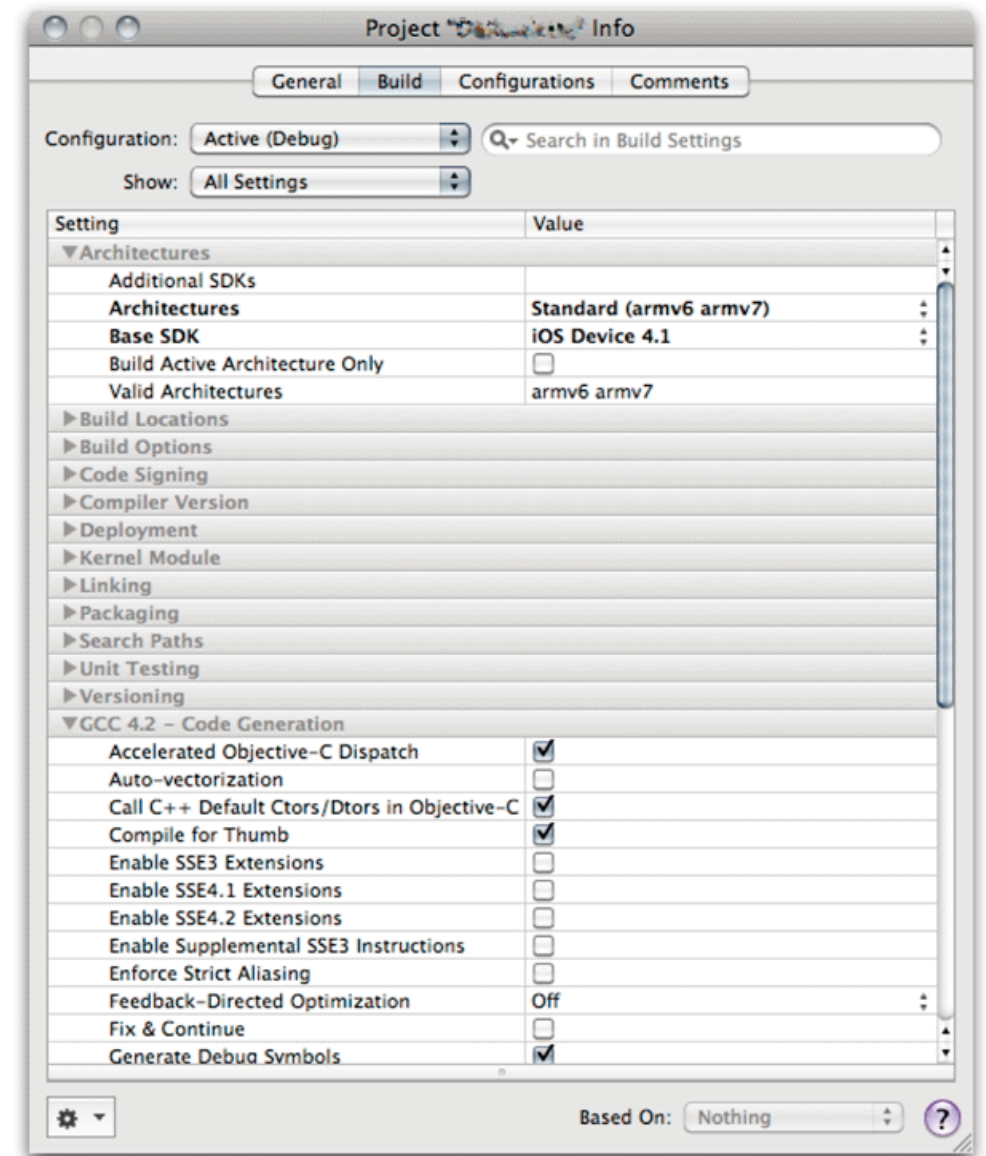 Project " " Info
General Build Configurations Comments
Configuration: Active (Debug) Search in Build Settings
Show: All Settings
Setting Value
Architectures
Additional SDKs
Architectures Standard (armv6 armv7)
Base SDK iOS Device 4.1
Build Active Architecture Only
Valid Architectures armv6 armv7
Build Locations
Build Options
Code Signing
Compiler Version
Deployment
Kernel Module
Linking
Packaging
Search Paths
Unit Testing
Versioning
GCC 4.2 – Code Generation
Accelerated Objective-C Dispatch
Auto-vectorization
Call C++ Default Ctors/Dtors in Objective-C
Compile for Thumb
Enable SSE3 Extensions
Enable SSE4.1 Extensions
Enable SSE4.2 Extensions
Enable Supplemental SSE3 Instructions
Enforce Strict Aliasing
Feedback-Directed Optimization Off
Fix & Continue
Generate Debug Symbols
Based On: Nothing ?